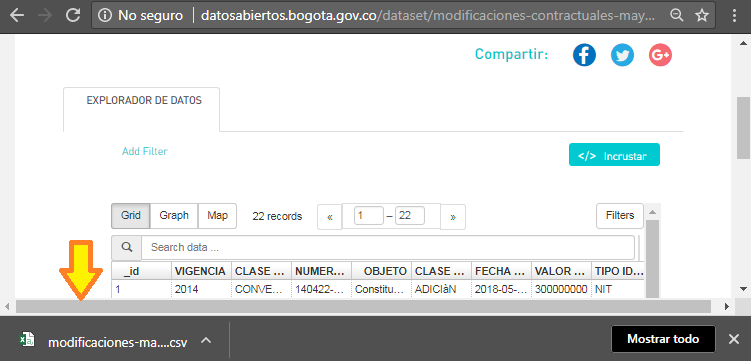 No seguro datosabiertos.bogota.gov.co/dataset/modificaciones-contractuales-may...
Compartir:
EXPLORADOR DE DATOS
Add Filter
</> Incrustar
Grid Graph Map 22 records « 1 – 22 » Filters
Search data ...
_id VIGENCIA CLASE ... NUMER... OBJETO CLASE ... FECHA ... VALOR ... TIPO ID...
1 2014 CONVE... 140422-... Constitu... ADICIàN 2018-05-... 300000000 NIT
modificaciones-ma....csv Mostrar todo